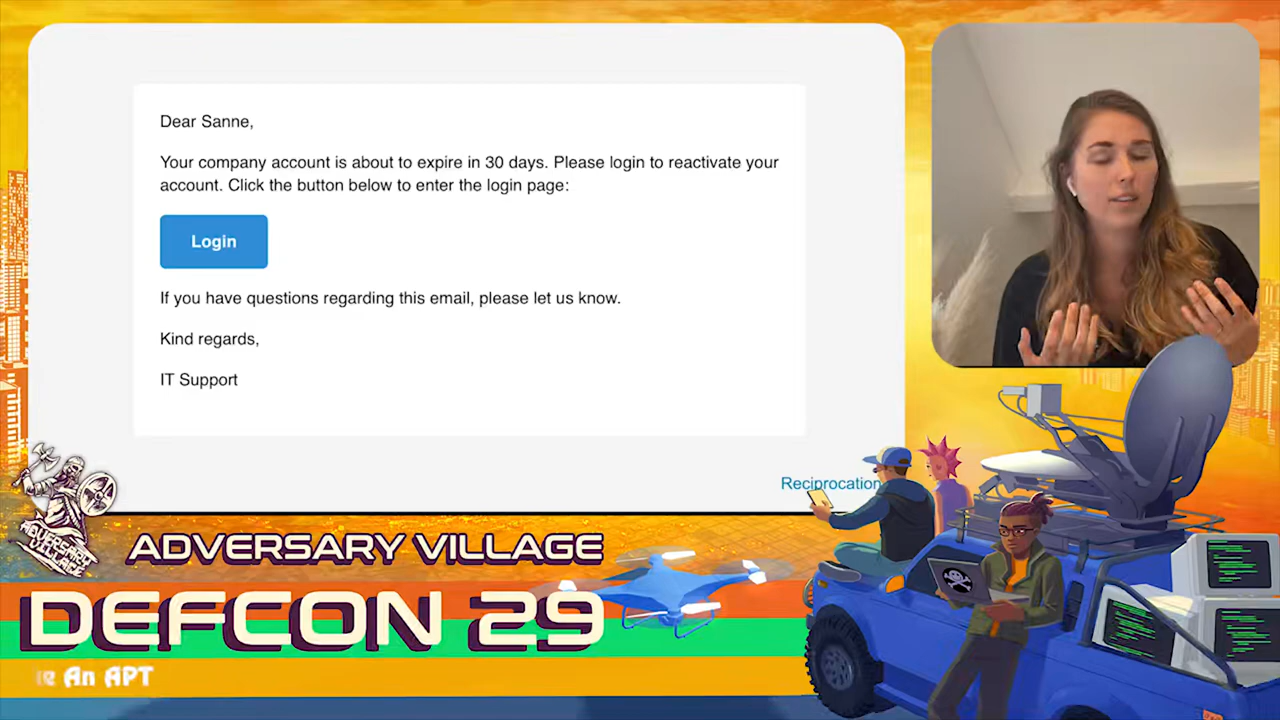 Dear Sanne,
Your company account is about to expire in 30 days. Please login to reactivate your
account. Click the button below to enter the login page:
Login
If you have questions regarding this email, please let us know.
Kind regards,
IT Support
Reciprocation
ADVERSARY VILLAGE
ADVERSARY
VILLAGE
DEFCON 29
An APT